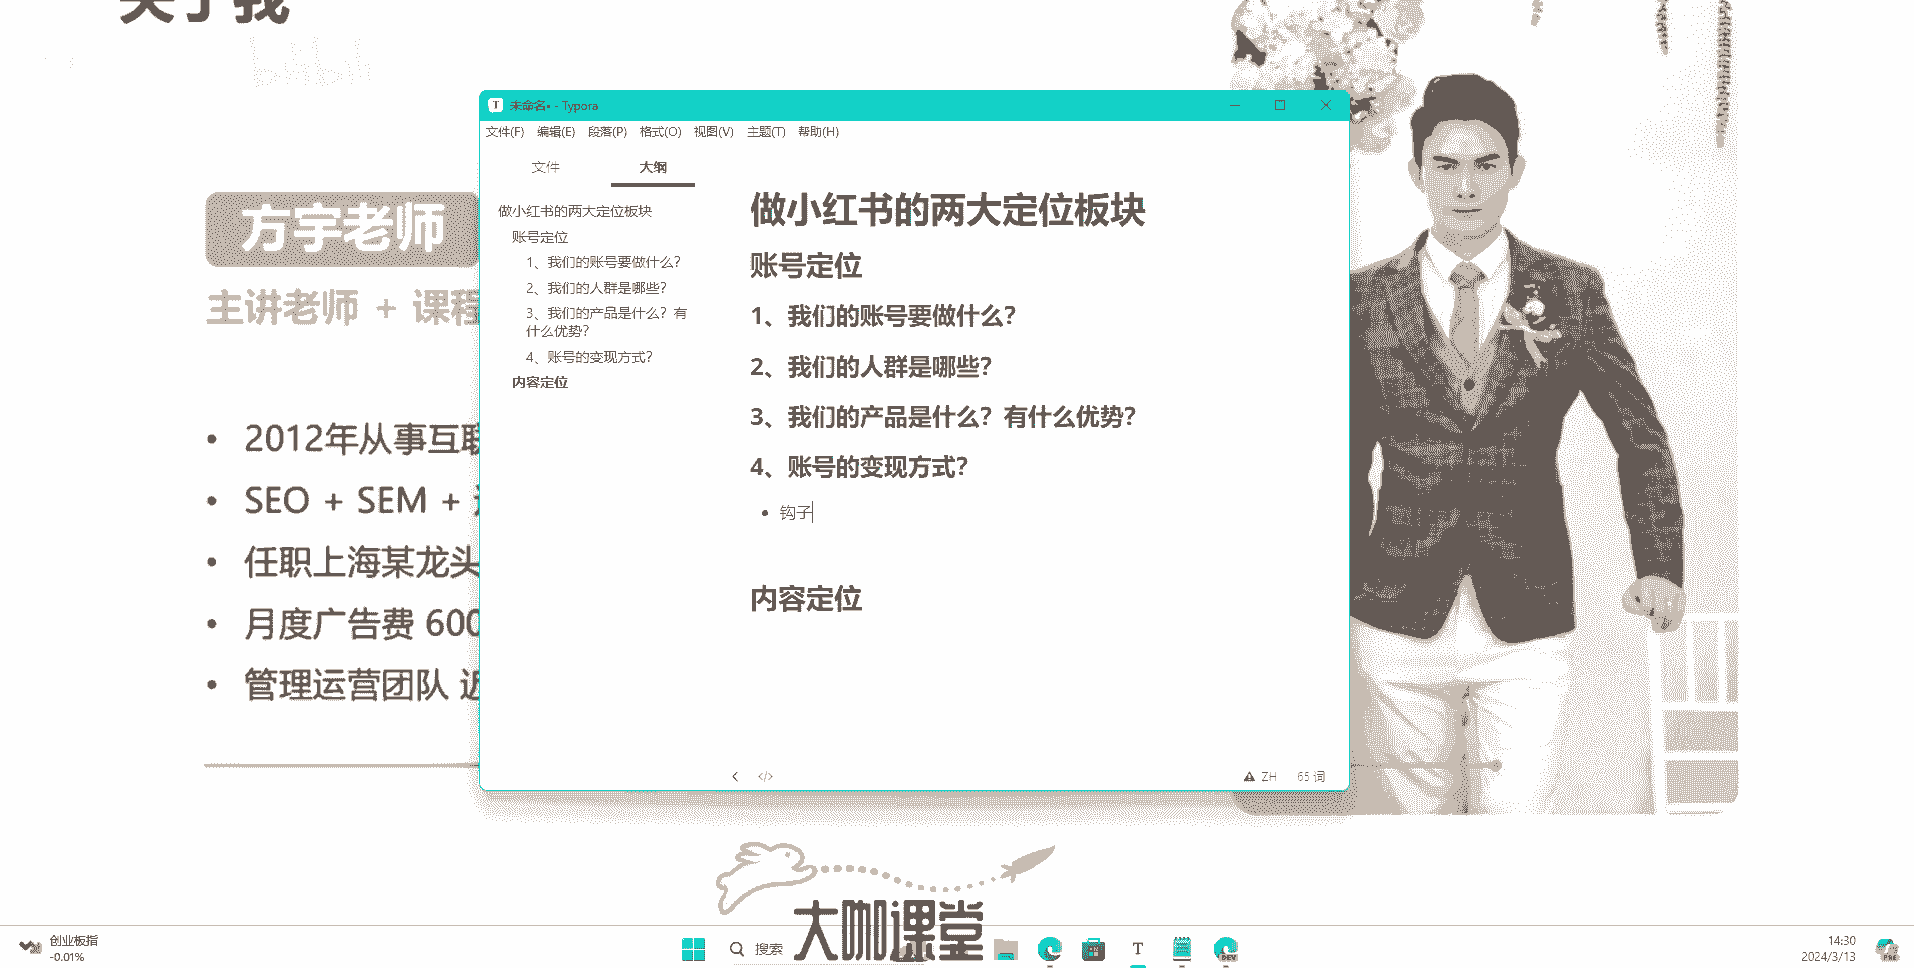 关于我
bilibili
方宇老师
主讲老师 + 课程
2012年从事互联
SEO + SEM +
任职上海某龙头
月度广告费 600
管理运营团队 近
未命名• - Typora
文件(F) 编辑(E) 段落(P) 格式(O) 视图(V) 主题(T) 帮助(H)
文件 大纲
做小红书的两大定位板块
账号定位
1、我们的账号要做什么?
2、我们的人群是哪些?
3、我们的产品是什么?有
什么优势?
4、账号的变现方式?
内容定位
做小红书的两大定位板块
账号定位
1、我们的账号要做什么?
2、我们的人群是哪些?
3、我们的产品是什么?有什么优势?
4、账号的变现方式?
• 钩子
内容定位
</> ZH 65 词
大咖课堂
创业板指
-0.01%
搜索
T
DEV
14:30
2024/3/13
PRE